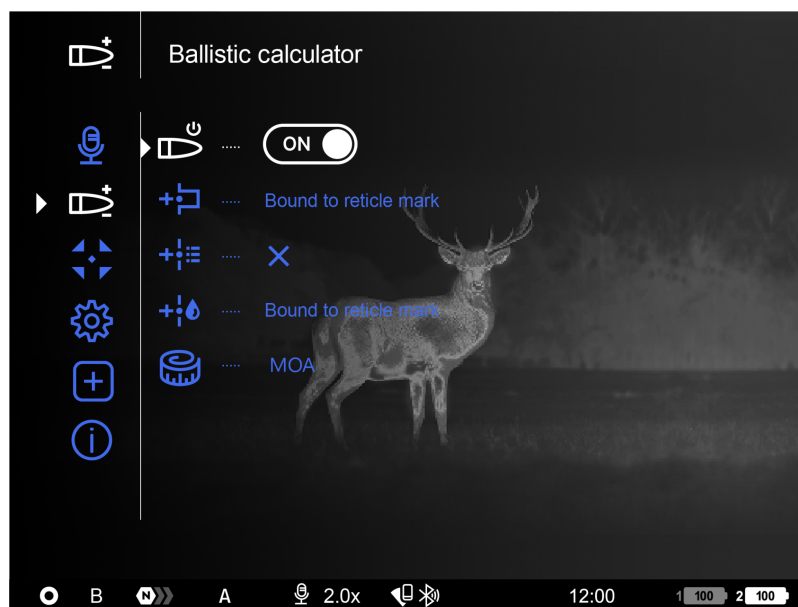 Ballistic calculator
ON
Bound to reticle mark
Bound to reticle mark
MOA
B N A 2.0x 12:00 1 100 2 100